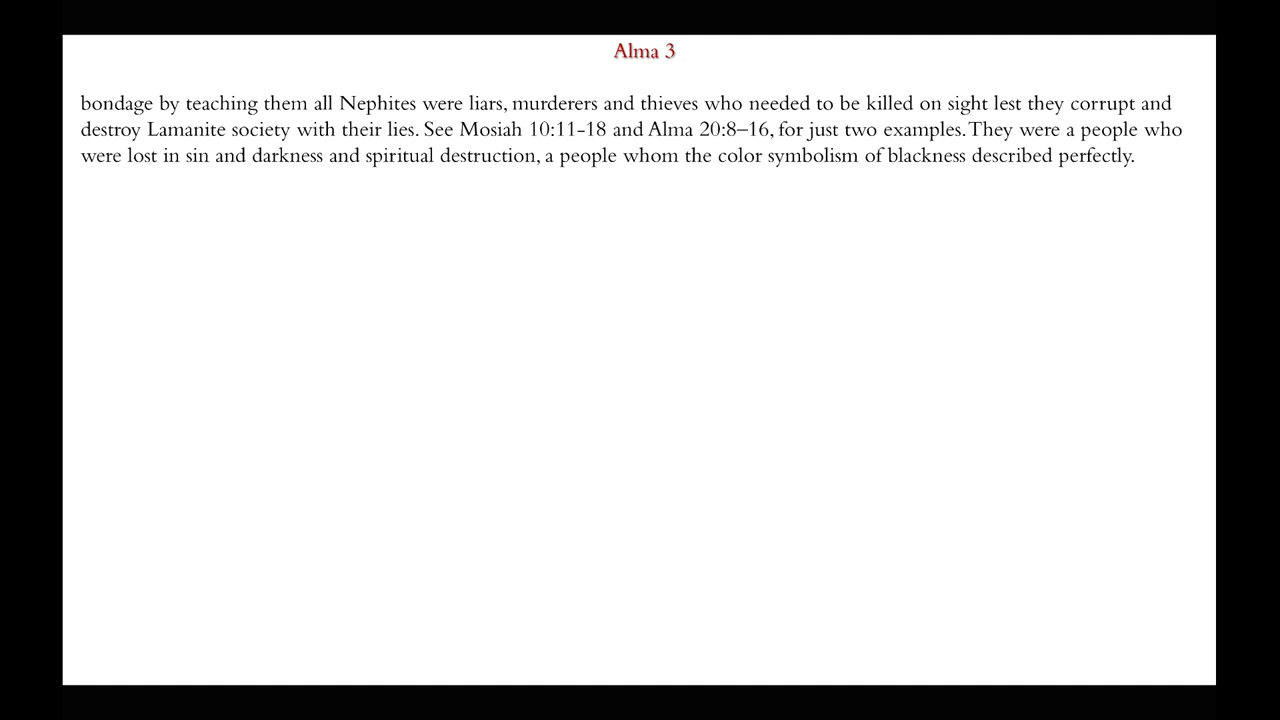 Alma 3
bondage by teaching them all Nephites were liars, murderers and thieves who needed to be killed on sight lest they corrupt and
destroy Lamanite society with their lies. See Mosiah 10:11-18 and Alma 20:8–16, for just two examples. They were a people who
were lost in sin and darkness and spiritual destruction, a people whom the color symbolism of blackness described perfectly.